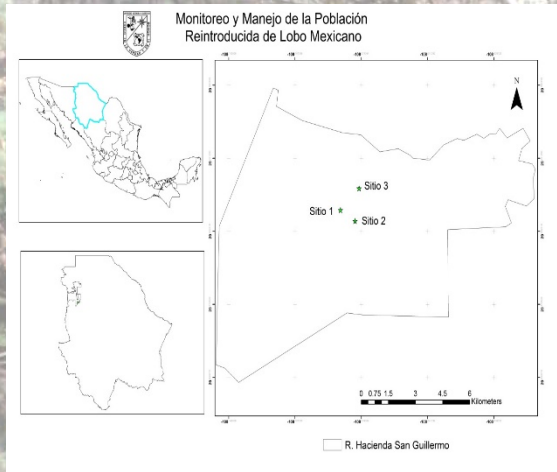 Monitoreo y Manejo de la Población
Reintroducida de Lobo Mexicano
N
Sitio 3
Sitio 1
Sitio 2
0 0.75 1.5 3 4.5 6
Kilometers
R. Hacienda San Guillermo